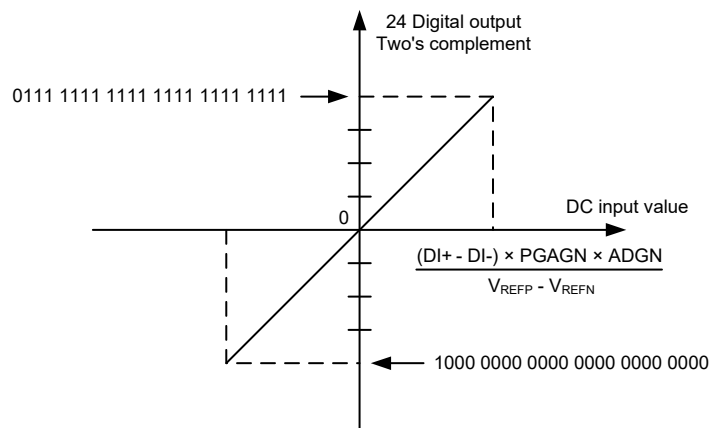 24 Digital output
Two's complement
0111 1111 1111 1111 1111 1111
0
DC input value
(DI+ - DI-) × PGAGN × ADGN
VREFP - VREFN
1000 0000 0000 0000 0000 0000